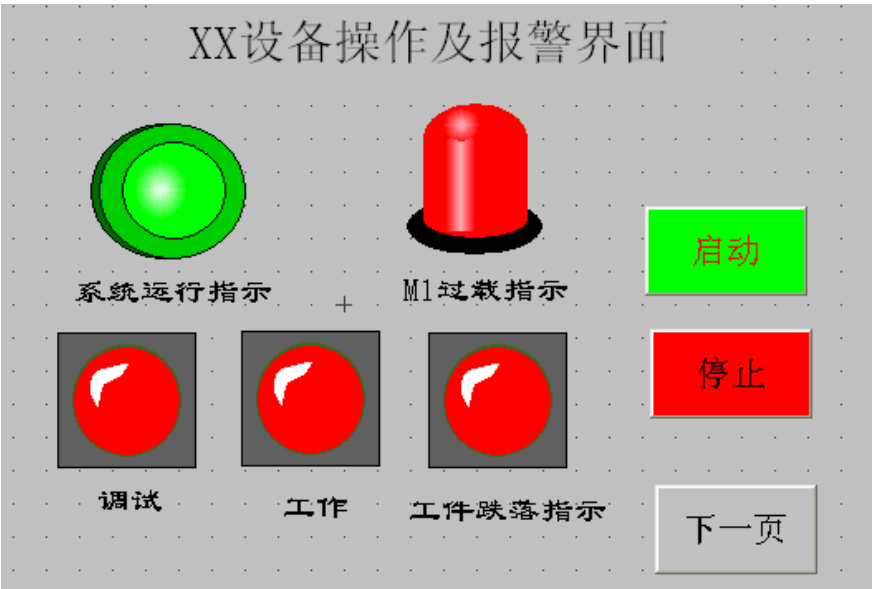 XX设备操作及报警界面
系统运行指示
M1过载指示
启动
停止
调试
工作
工件跌落指示
下一页